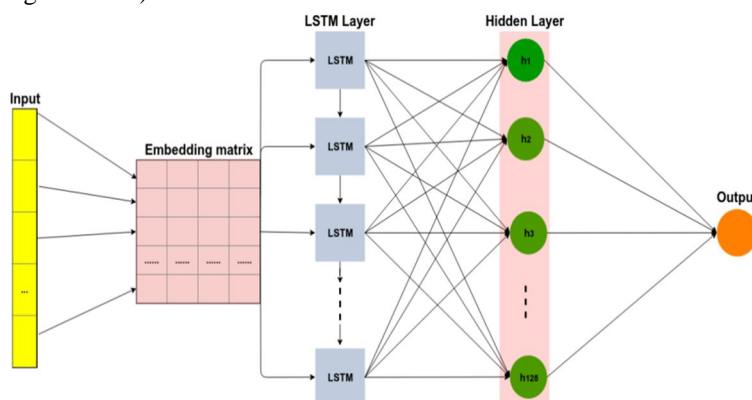 LSTM Layer
Hidden Layer
Input
Embedding matrix
LSTM
LSTM
LSTM
LSTM
h1
h2
h3
h128
...
...... ...... ...... ......
Outpu